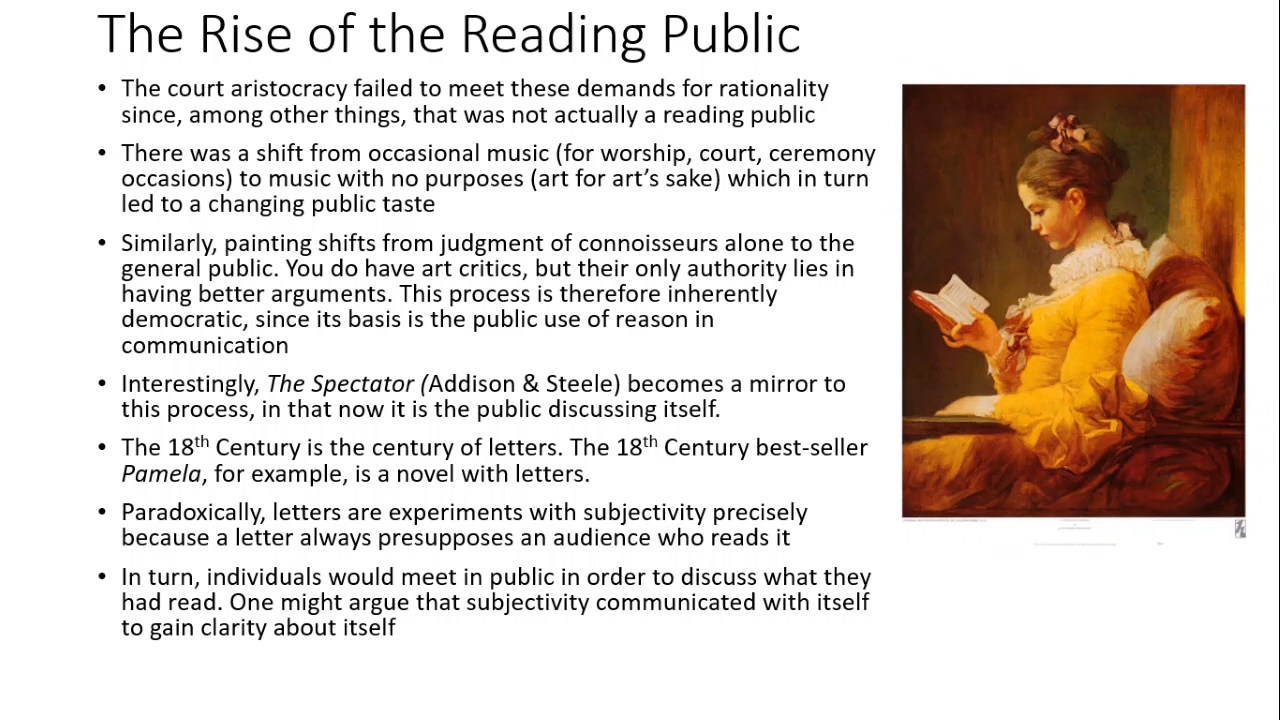 The Rise of the Reading Public
• The court aristocracy failed to meet these demands for rationality
since, among other things, that was not actually a reading public
• There was a shift from occasional music (for worship, court, ceremony
occasions) to music with no purposes (art for art’s sake) which in turn
led to a changing public taste
• Similarly, painting shifts from judgment of connoisseurs alone to the
general public. You do have art critics, but their only authority lies in
having better arguments. This process is therefore inherently
democratic, since its basis is the public use of reason in
communication
• Interestingly, The Spectator (Addison & Steele) becomes a mirror to
this process, in that now it is the public discussing itself.
• The 18th Century is the century of letters. The 18th Century best-seller
Pamela, for example, is a novel with letters.
• Paradoxically, letters are experiments with subjectivity precisely
because a letter always presupposes an audience who reads it
• In turn, individuals would meet in public in order to discuss what they
had read. One might argue that subjectivity communicated with itself
to gain clarity about itself